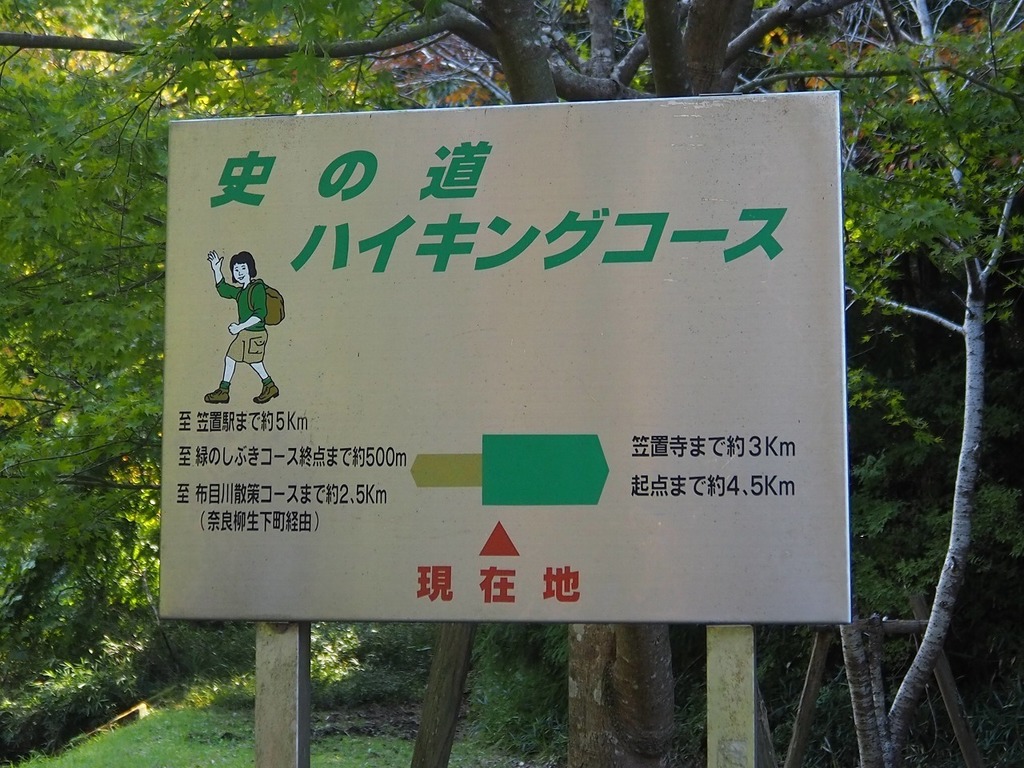 史の道
ハイキングコース
至 笠置駅まで約5Km
至 緑のしぶきコース終点まで約500m
至 布目川散策コースまで約2、5Km
（奈良柳生下町経由）
笠置寺まで約3Km
起点まで約4、5Km
現在地